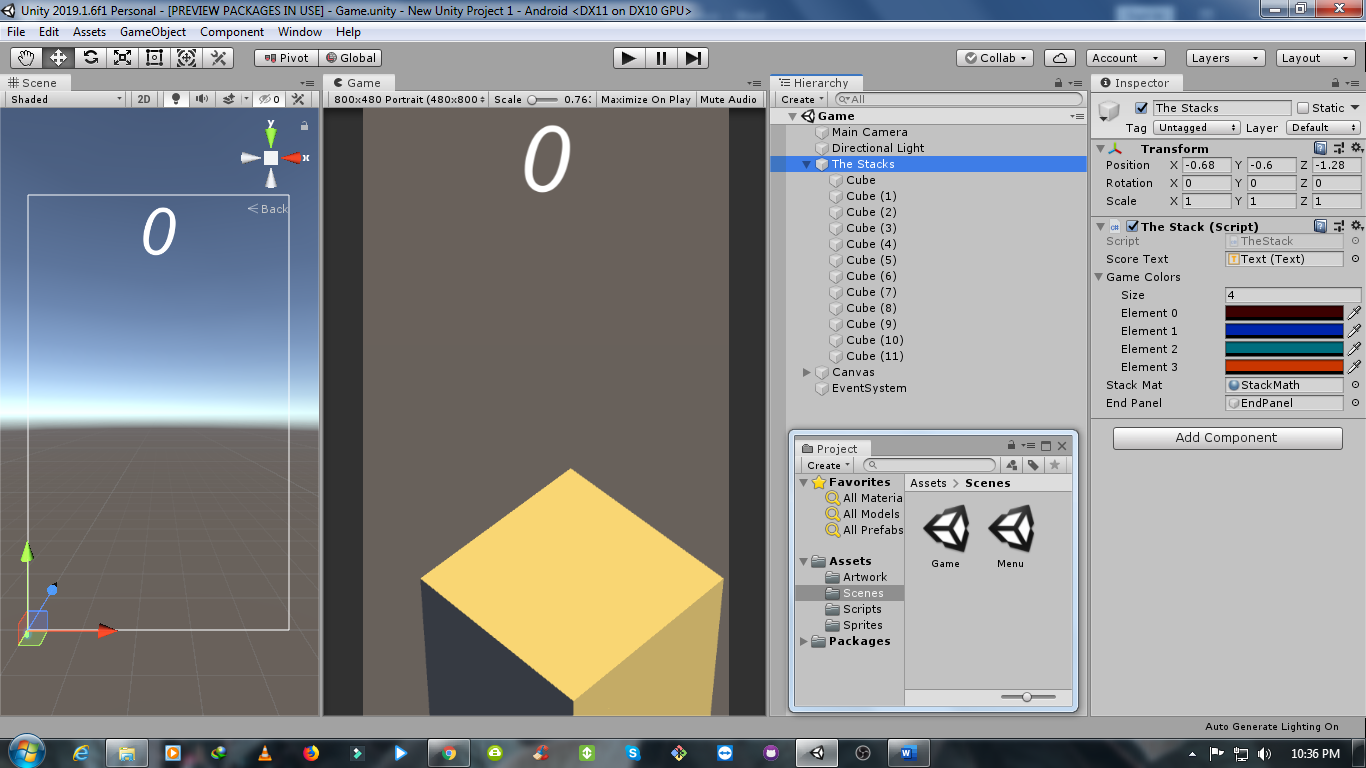 Unity 2019.1.6f1 Personal - [PREVIEW PACKAGES IN USE] - Game.unity - New Unity Project 1 - Android <DX11 on DX10 GPU>
File Edit Assets GameObject Component Window Help
Pivot Global Collab Account Layers Layout
Scene
Shaded 2D 0
y
x
Back
0
Game
800x480 Portrait (480x800 Scale 0.76 Maximize On Play Mute Audio
0
Hierarchy
Create All
Game
Main Camera
Directional Light
The Stacks
Cube
Cube (1)
Cube (2)
Cube (3)
Cube (4)
Cube (5)
Cube (6)
Cube (7)
Cube (8)
Cube (9)
Cube (10)
Cube (11)
Canvas
EventSystem
Project
Create
Favorites
All Materia
All Models
All Prefabs
Assets
Artwork
Scenes
Scripts
Sprites
Packages
Assets > Scenes
Game Menu
Inspector
The Stacks Static
Tag Untagged Layer Default
Transform
Position X -0.68 Y -0.6 Z -1.28
Rotation X 0 Y 0 Z 0
Scale X 1 Y 1 Z 1
The Stack (Script)
Script TheStack
Score Text Text (Text)
Game Colors
Size 4
Element 0
Element 1
Element 2
Element 3
Stack Mat StackMath
End Panel EndPanel
Add Component
Auto Generate Lighting On
10:36 PM